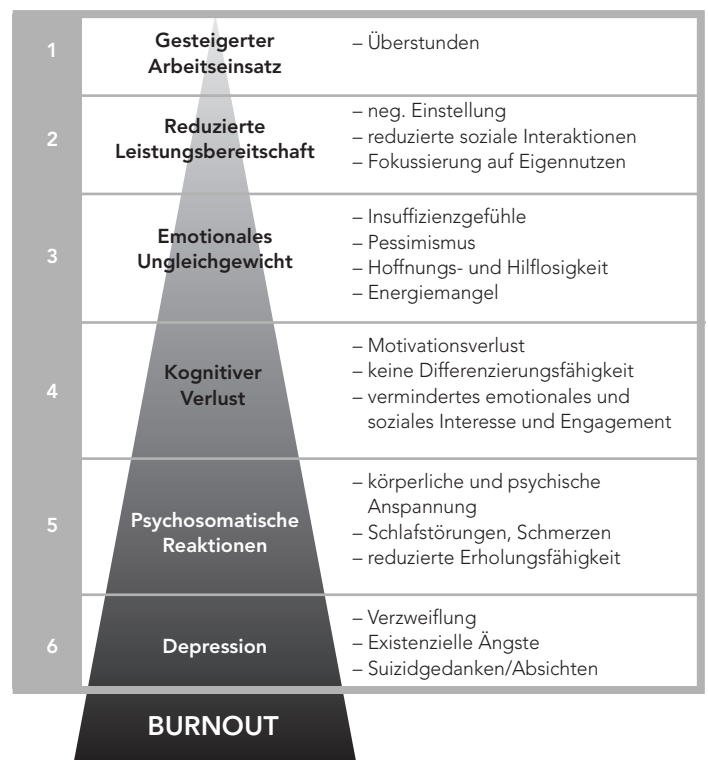 1
Gesteigerter
Arbeitseinsatz
– Überstunden
2
Reduzierte
Leistungsbereitschaft
– neg. Einstellung
– reduzierte soziale Interaktionen
– Fokussierung auf Eigennutzen
3
Emotionales
Ungleichgewicht
– Insuffizienzgefühle
– Pessimismus
– Hoffnungs- und Hilflosigkeit
– Energiemangel
4
Kognitiver
Verlust
– Motivationsverlust
– keine Differenzierungsfähigkeit
– vermindertes emotionales und
soziales Interesse und Engagement
5
Psychosomatische
Reaktionen
– körperliche und psychische
Anspannung
– Schlafstörungen, Schmerzen
– reduzierte Erholungsfähigkeit
6
Depression
– Verzweiflung
– Existenzielle Ängste
– Suizidgedanken/Absichten
BURNOUT